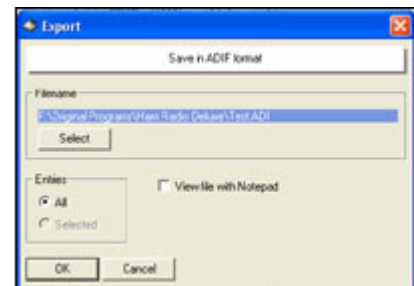 Export
Save in ADIF format
Filename
F:\Original Programs\Ham Radio Deluxe\Test.ADI
Select
Entries
All
Selected
View file with Notepad
OK
Cancel